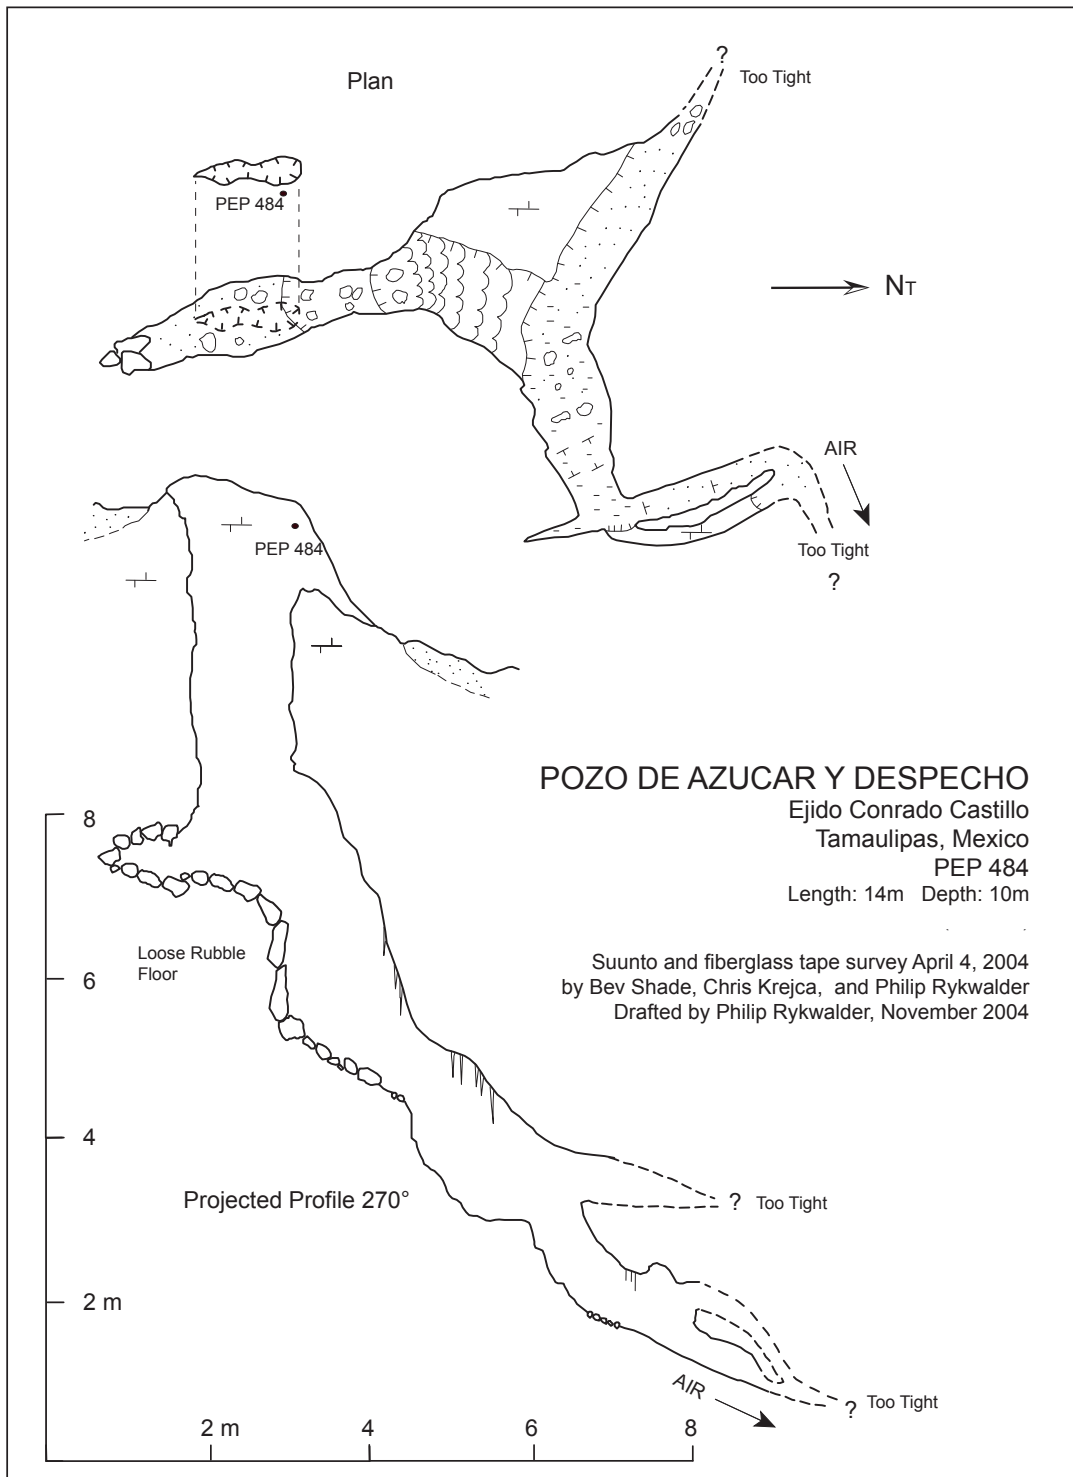 Plan
?
Too Tight
PEP 484
NT
AIR
Too Tight
?
PEP 484
POZO DE AZUCAR Y DESPECHO
Ejido Conrado Castillo
Tamaulipas, Mexico
PEP 484
Length: 14m Depth: 10m
Suunto and fiberglass tape survey April 4, 2004
by Bev Shade, Chris Krejca, and Philip Rykwalder
Drafted by Philip Rykwalder, November 2004
8
Loose Rubble
Floor
6
4
Projected Profile 270°
? Too Tight
2 m
AIR
? Too Tight
2 m
4
6
8